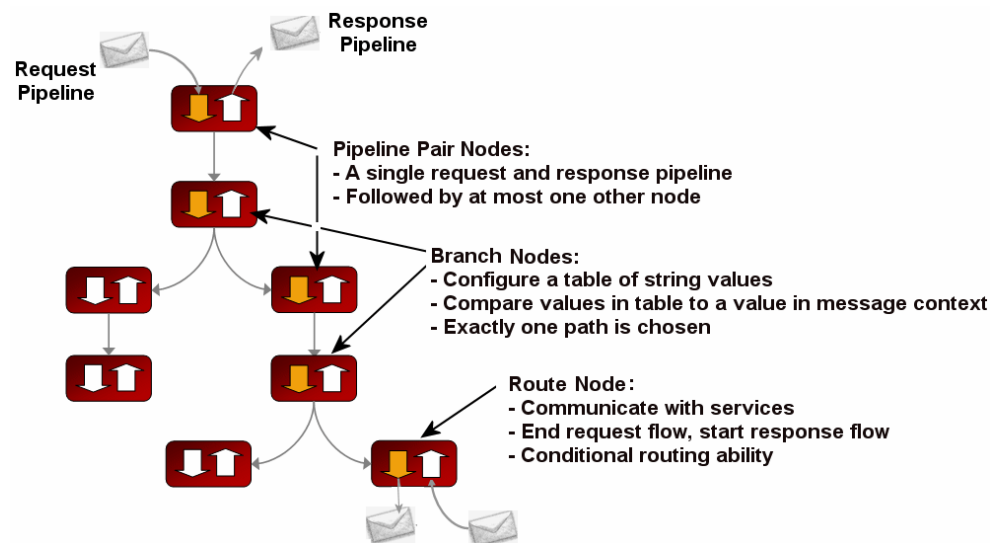 Response
Pipeline
Request
Pipeline
Pipeline Pair Nodes:
- A single request and response pipeline
- Followed by at most one other node
Branch Nodes:
- Configure a table of string values
- Compare values in table to a value in message context
- Exactly one path is chosen
Route Node:
- Communicate with services
- End request flow, start response flow
- Conditional routing ability